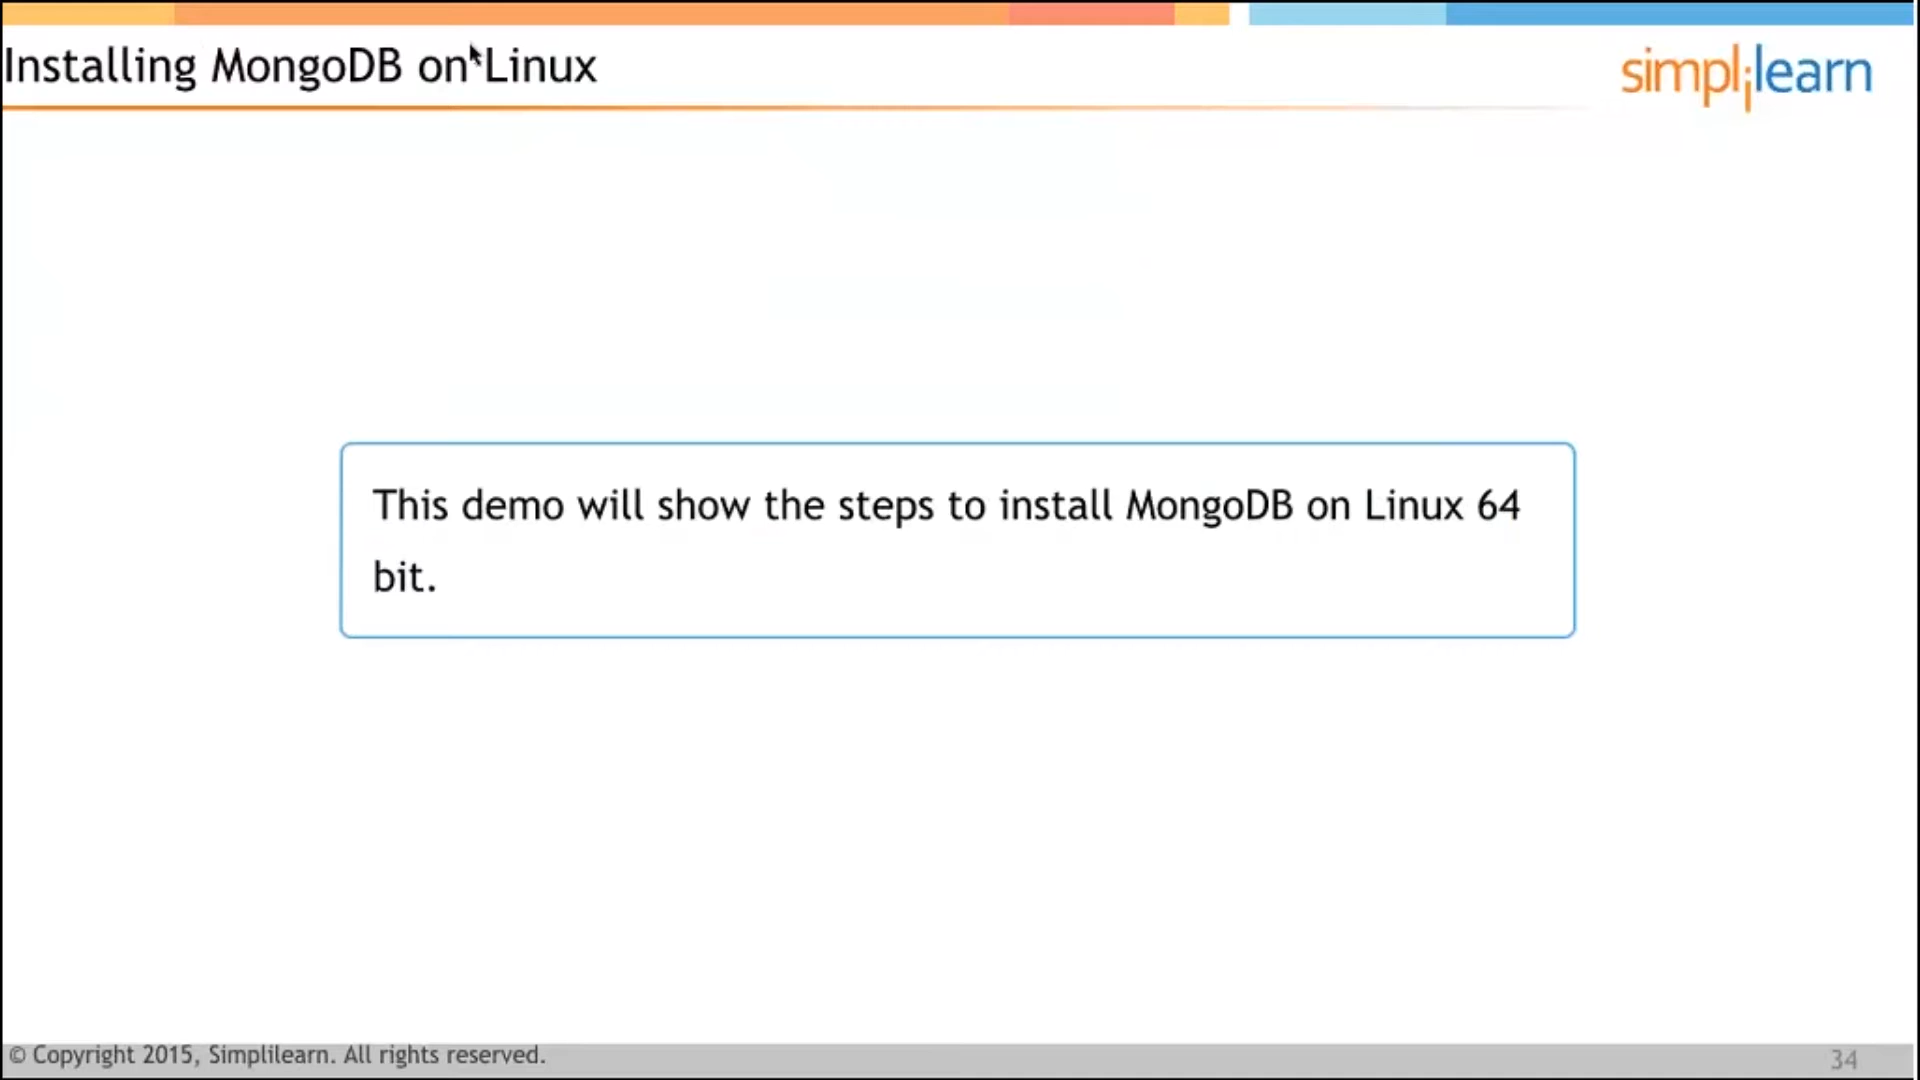 Installing MongoDB on Linux
simplilearn
This demo will show the steps to install MongoDB on Linux 64
bit.
© Copyright 2015, Simplilearn. All rights reserved.
34